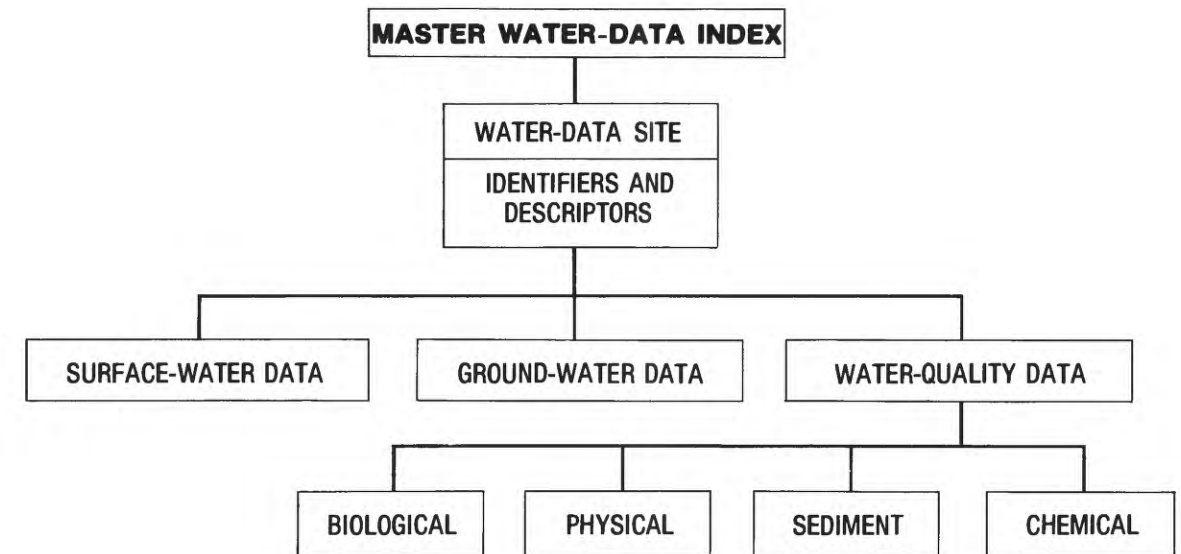 MASTER WATER-DATA INDEX
WATER-DATA SITE
IDENTIFIERS AND
DESCRIPTORS
SURFACE-WATER DATA
GROUND-WATER DATA
WATER-QUALITY DATA
BIOLOGICAL
PHYSICAL
SEDIMENT
CHEMICAL